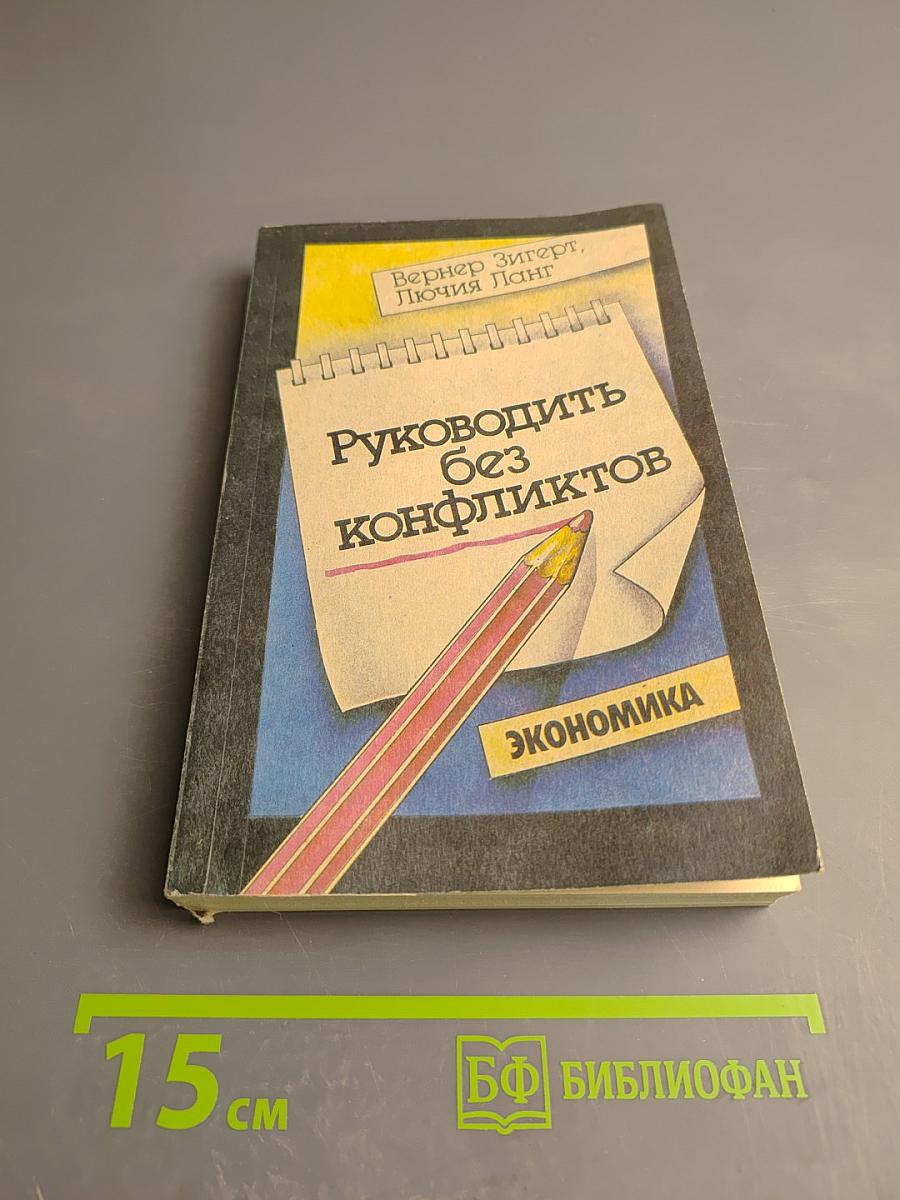 Вернер Зигерт,
Лючия Ланг
Руководить
без
конфликтов
ЭКОНОМИКА
15 см
БФ БИБЛИОФАН